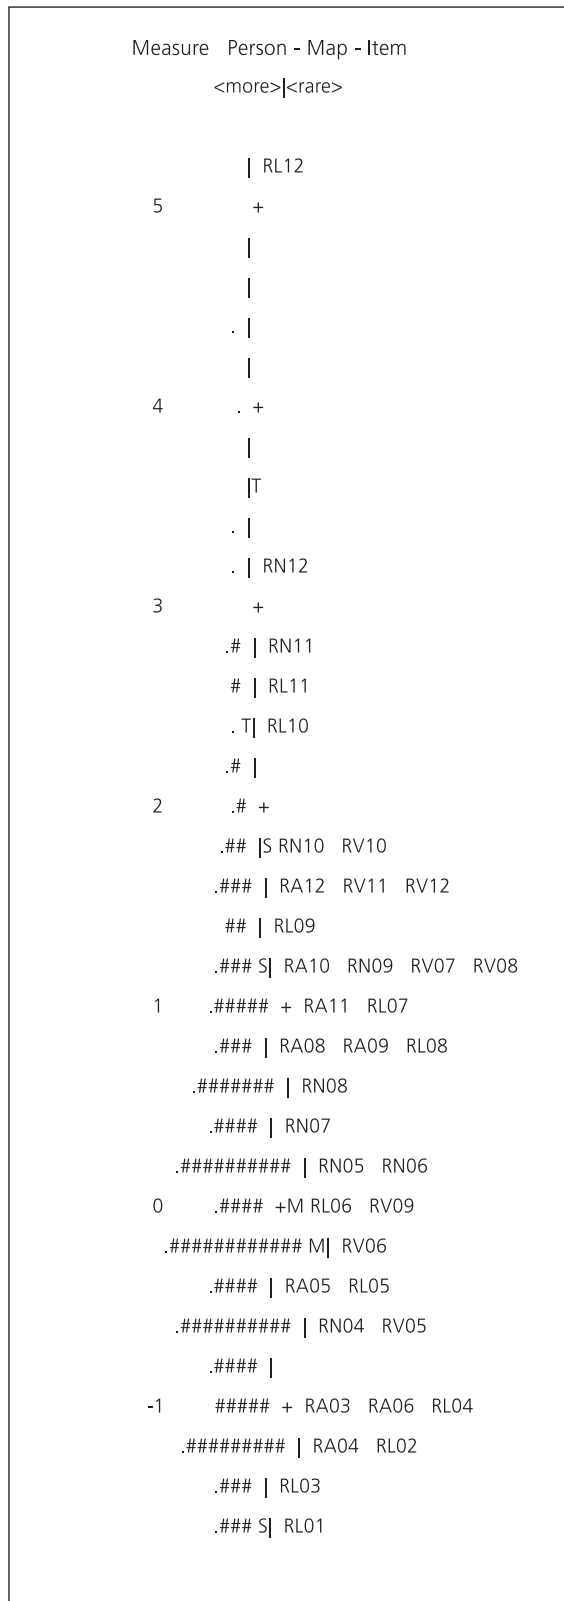 Measure Person - Map - Item
<more>|<rare>
| RL12
5 +
|
|
. |
|
4 . +
|
|T
. |
. | RN12
3 +
.# | RN11
# | RL11
. T| RL10
.# |
2 .# +
.## |S RN10 RV10
.### | RA12 RV11 RV12
## | RL09
.### S| RA10 RN09 RV07 RV08
1 .##### + RA11 RL07
.### | RA08 RA09 RL08
.####### | RN08
.#### | RN07
.########## | RN05 RN06
0 .#### +M RL06 RV09
.############ M| RV06
.#### | RA05 RL05
.########## | RN04 RV05
.#### |
-1 ##### + RA03 RA06 RL04
.######### | RA04 RL02
.### | RL03
.### S| RL01